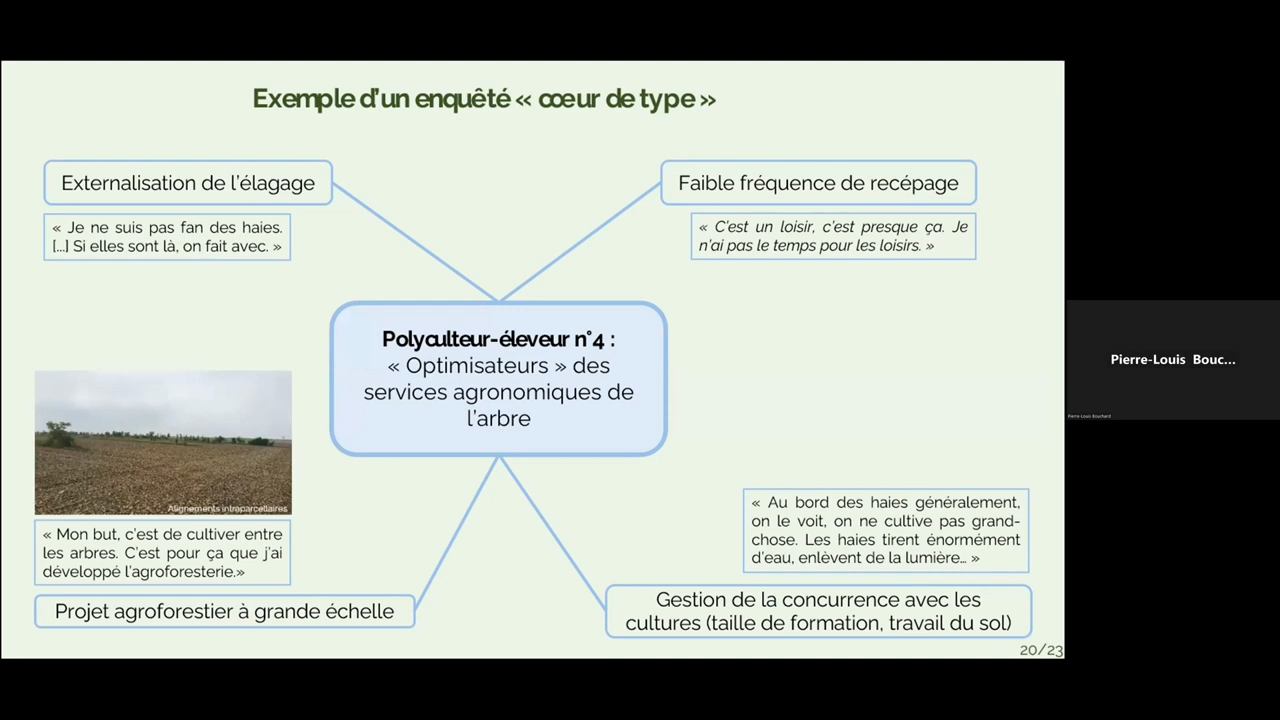 Exemple d'un enquêté « cœur de type »
Externalisation de l'élagage
« Je ne suis pas fan des haies.
[...] Si elles sont là, on fait avec. »
Faible fréquence de recépage
« C'est un loisir, c'est presque ça. Je
n'ai pas le temps pour les loisirs. »
Polyculteur-éleveur n°4 :
« Optimisateurs » des
services agronomiques de
l'arbre
Alignements intraparcellaires
« Mon but, c'est de cultiver entre
les arbres. C'est pour ça que j'ai
développé l'agroforesterie.»
Projet agroforestier à grande échelle
« Au bord des haies généralement,
on le voit, on ne cultive pas grand-
chose. Les haies tirent énormément
d'eau, enlèvent de la lumière... »
Gestion de la concurrence avec les
cultures (taille de formation, travail du sol)
20/23
Pierre-Louis Bouc...
Pierre-Louis Bouchard